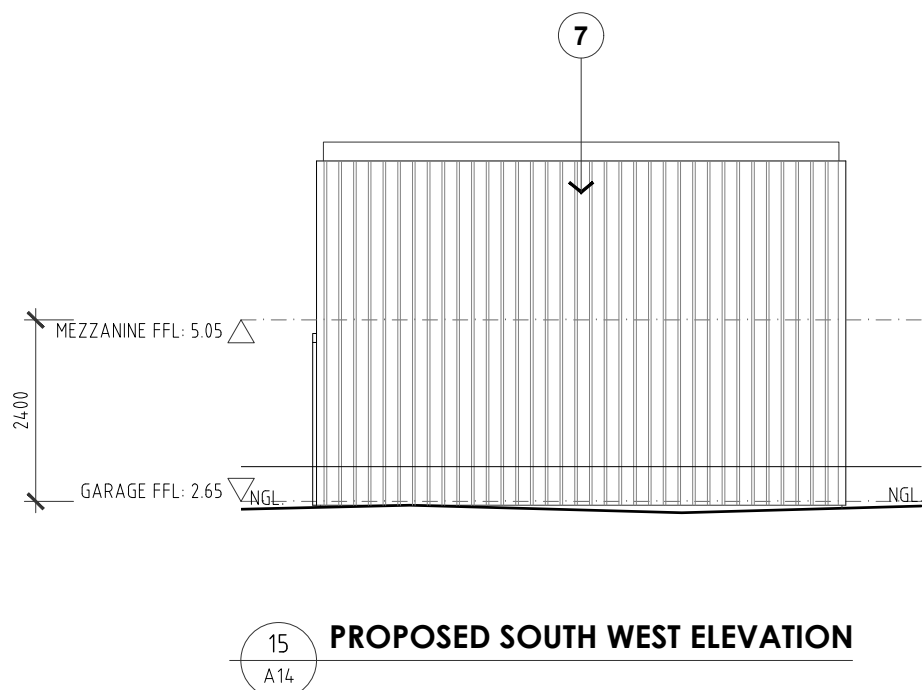 7
MEZZANINE FFL: 5.05
2400
GARAGE FFL: 2.65
NGL.
NGL.
15
A14
PROPOSED SOUTH WEST ELEVATION